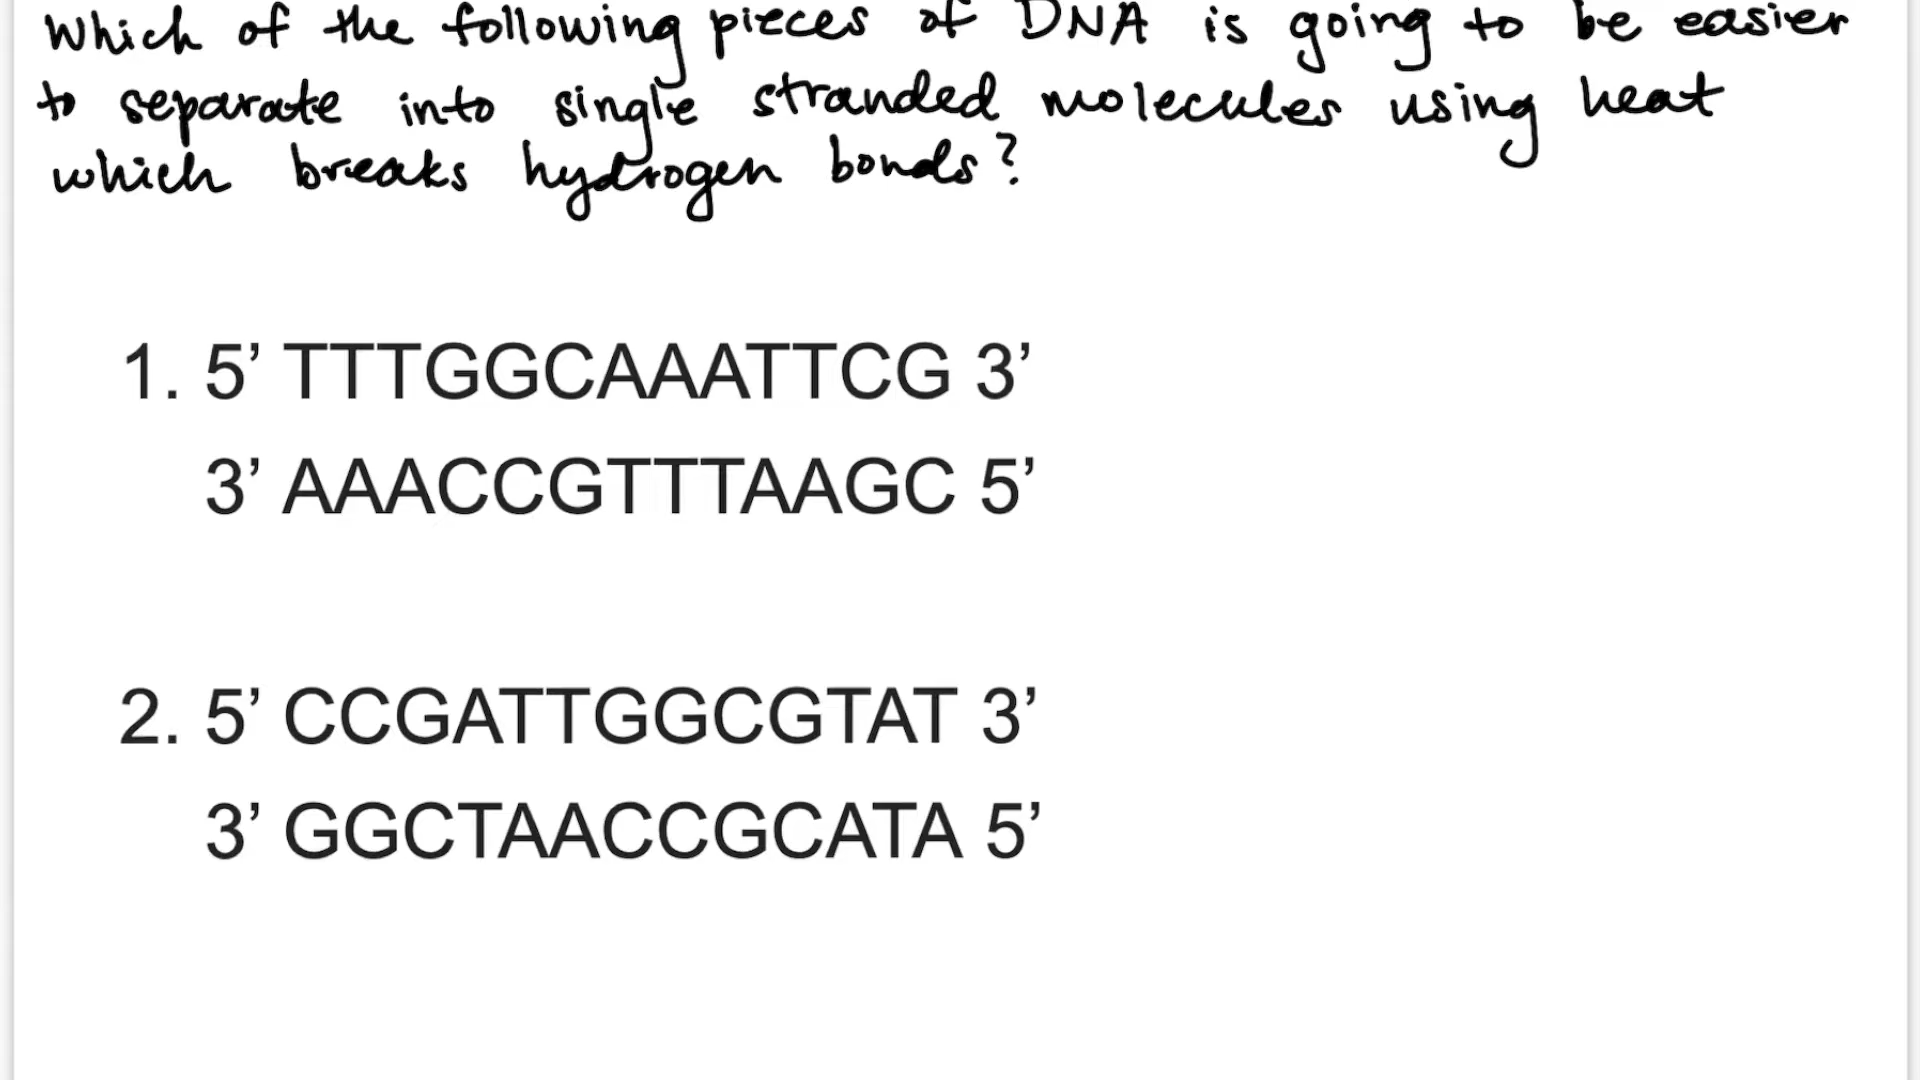 Which of the following pieces of DNA is going to be easier
to separate into single stranded molecules using heat
which breaks hydrogen bonds?
1. 5’ TTTGGCAAATTCG 3’
3’ AAACCGTTTAAGC 5’
2. 5’ CCGATTGGCGTAT 3’
3’ GGCTAACCGCATA 5’